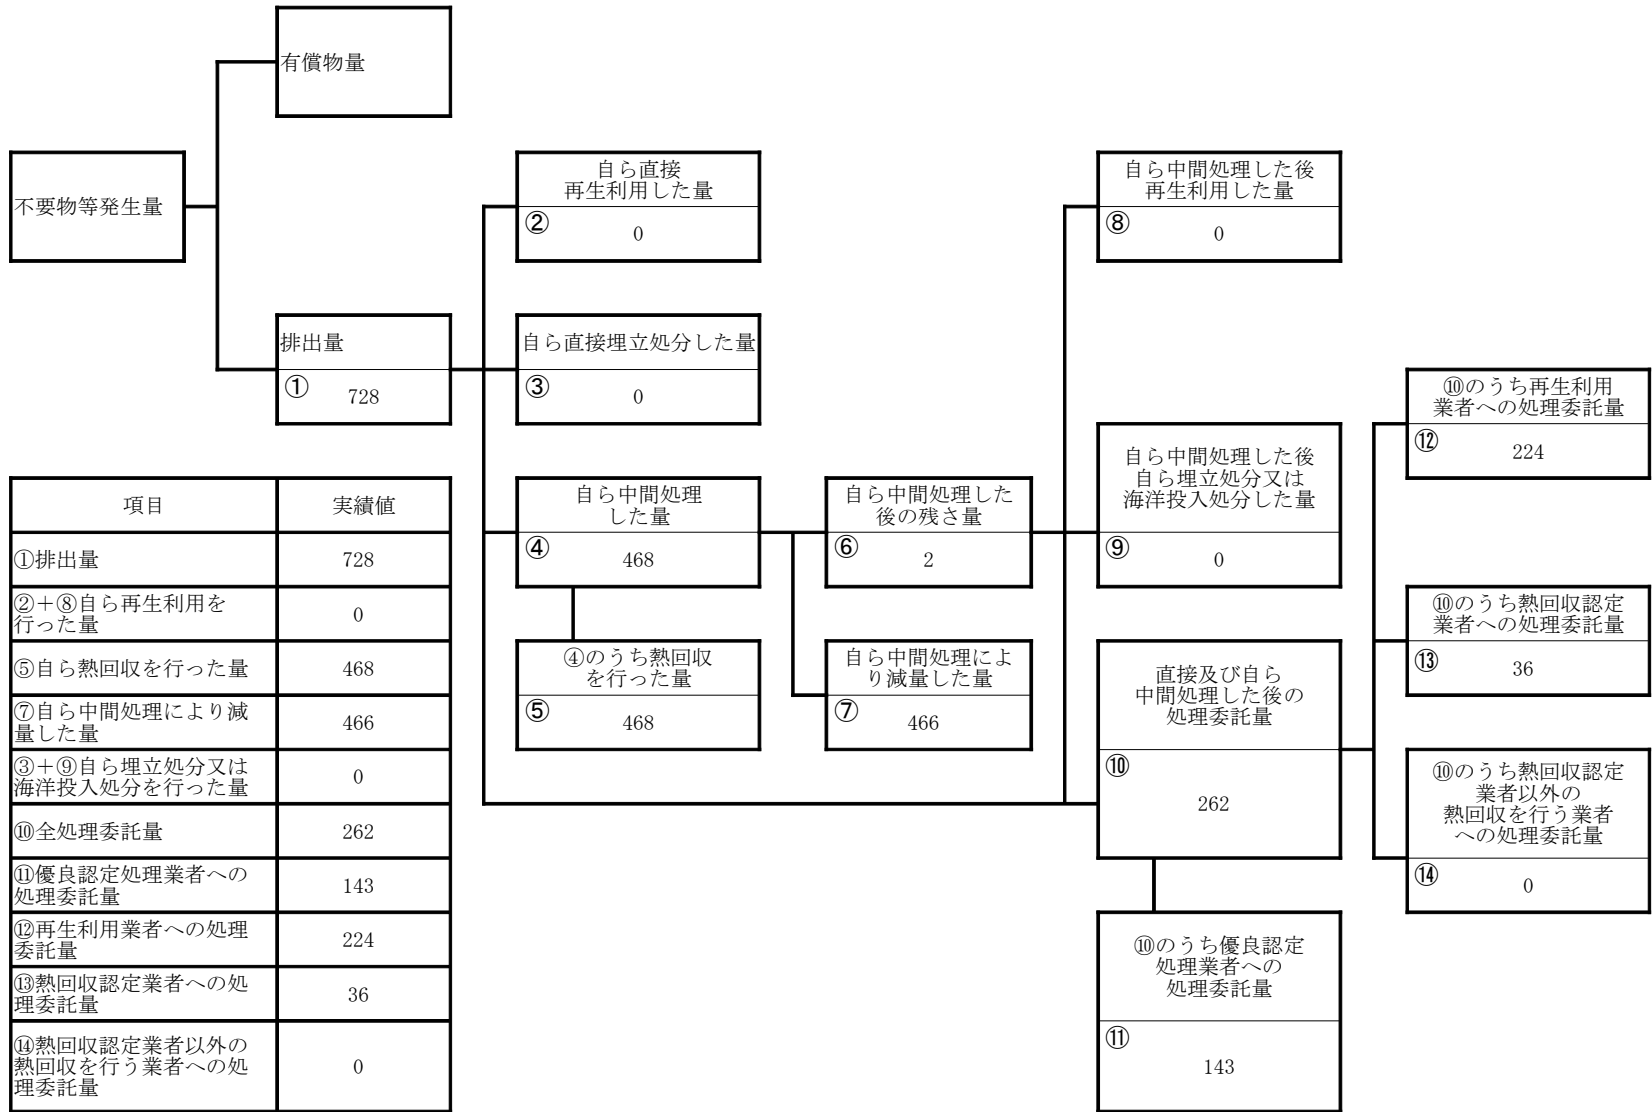 有償物量
不要物等発生量
自ら直接
再生利用した量
②
0
自ら中間処理した後
再生利用した量
⑧
0
排出量
①
728
自ら直接埋立処分した量
③
0
⑩のうち再生利用
業者への処理委託量
⑫
224
自ら中間処理
した量
④
468
自ら中間処理した
後の残さ量
⑥
2
自ら中間処理した後
自ら埋立処分又は
海洋投入処分した量
⑨
0
④のうち熱回収
を行った量
⑤
468
自ら中間処理によ
り減量した量
⑦
466
直接及び自ら
中間処理した後の
処理委託量
⑩
262
⑩のうち熱回収認定
業者への処理委託量
⑬
36
⑩のうち熱回収認定
業者以外の
熱回収を行う業者
への処理委託量
⑭
0
⑩のうち優良認定
処理業者への
処理委託量
⑪
143
項目 実績値
①排出量 728
②+⑧自ら再生利用を
行った量 0
⑤自ら熱回収を行った量 468
⑦自ら中間処理により減
量した量 466
③+⑨自ら埋立処分又は
海洋投入処分を行った量 0
⑩全処理委託量 262
⑪優良認定処理業者への
処理委託量 143
⑫再生利用業者への処理
委託量 224
⑬熱回収認定業者への処
理委託量 36
⑭熱回収認定業者以外の
熱回収を行う業者への処
理委託量 0